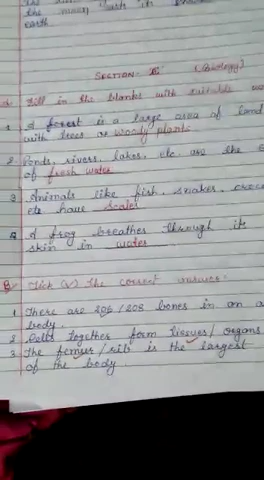 the moon
earth
SECTION - (Biology)
Fill in the blanks with suitable
1 A forest is a large area of land
with trees or woody plants
2. Ponds, rivers, lakes, etc are the
of fresh water
3 Animals like fish, snakes,
etc have scales
4 A frog breathes through its
skin in water
B Tick (✓) the correct answer:
1 There are 206/208 bones in an
body.
2 Cells together form tissues/organs
3 The femur/rib is the largest
of the body